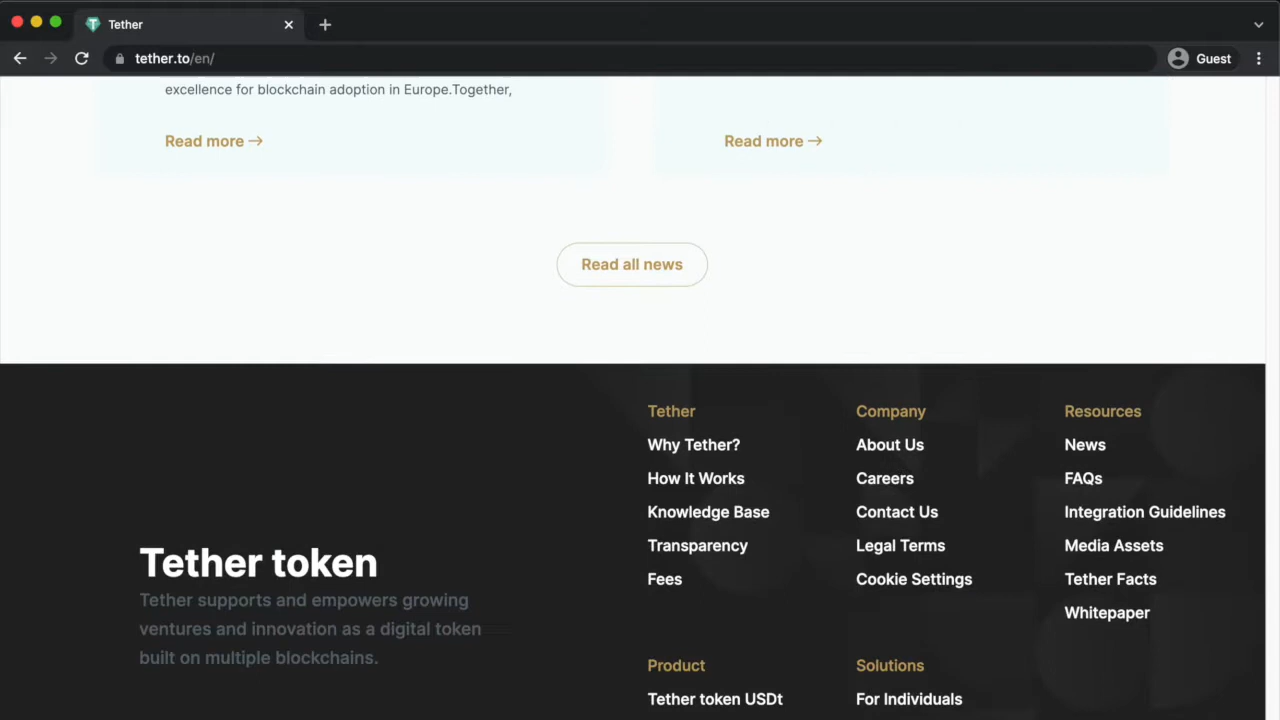 Tether
tether.to/en/
Guest
excellence for blockchain adoption in Europe.Together,
Read more →
Read more →
Read all news
Tether
Why Tether?
How It Works
Knowledge Base
Transparency
Fees
Company
About Us
Careers
Contact Us
Legal Terms
Cookie Settings
Resources
News
FAQs
Integration Guidelines
Media Assets
Tether Facts
Whitepaper
Tether token
Tether supports and empowers growing
ventures and innovation as a digital token
built on multiple blockchains.
Product
Tether token USDt
Solutions
For Individuals